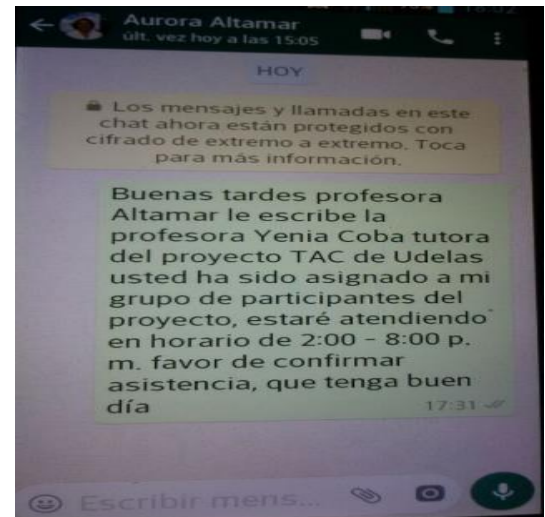 18:02
Aurora Altamar
últ. vez hoy a las 15:05
HOY
Los mensajes y llamadas en este
chat ahora están protegidos con
cifrado de extremo a extremo. Toca
para más información.
Buenas tardes profesora
Altamar le escribe la
profesora Yenia Coba tutora
del proyecto TAC de Udelas
usted ha sido asignado a mi
grupo de participantes del
proyecto, estaré atendiendo
en horario de 2:00 - 8:00 p.
m. favor de confirmar
asistencia, que tenga buen
día
17:31
Escribir mens...